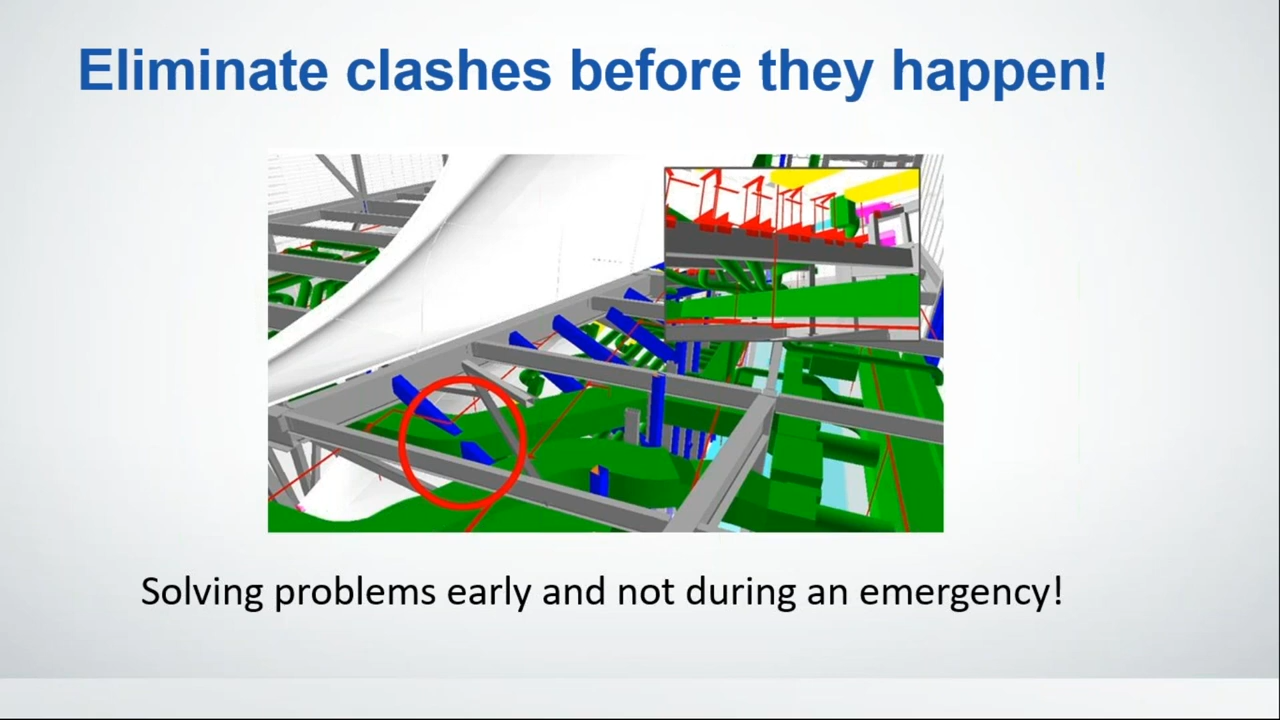 Eliminate clashes before they happen!
Solving problems early and not during an emergency!